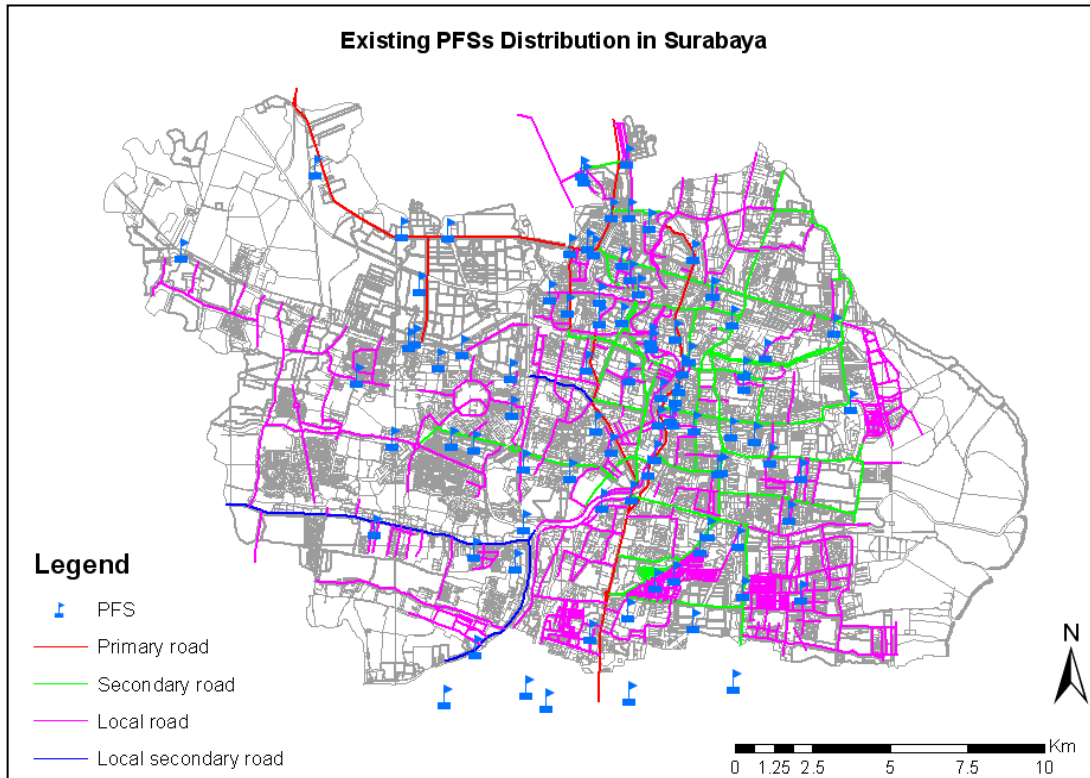 Existing PFSs Distribution in Surabaya
Legend
PFS
Primary road
Secondary road
Local road
Local secondary road
N
Km
0 1.25 2.5 5 7.5 10